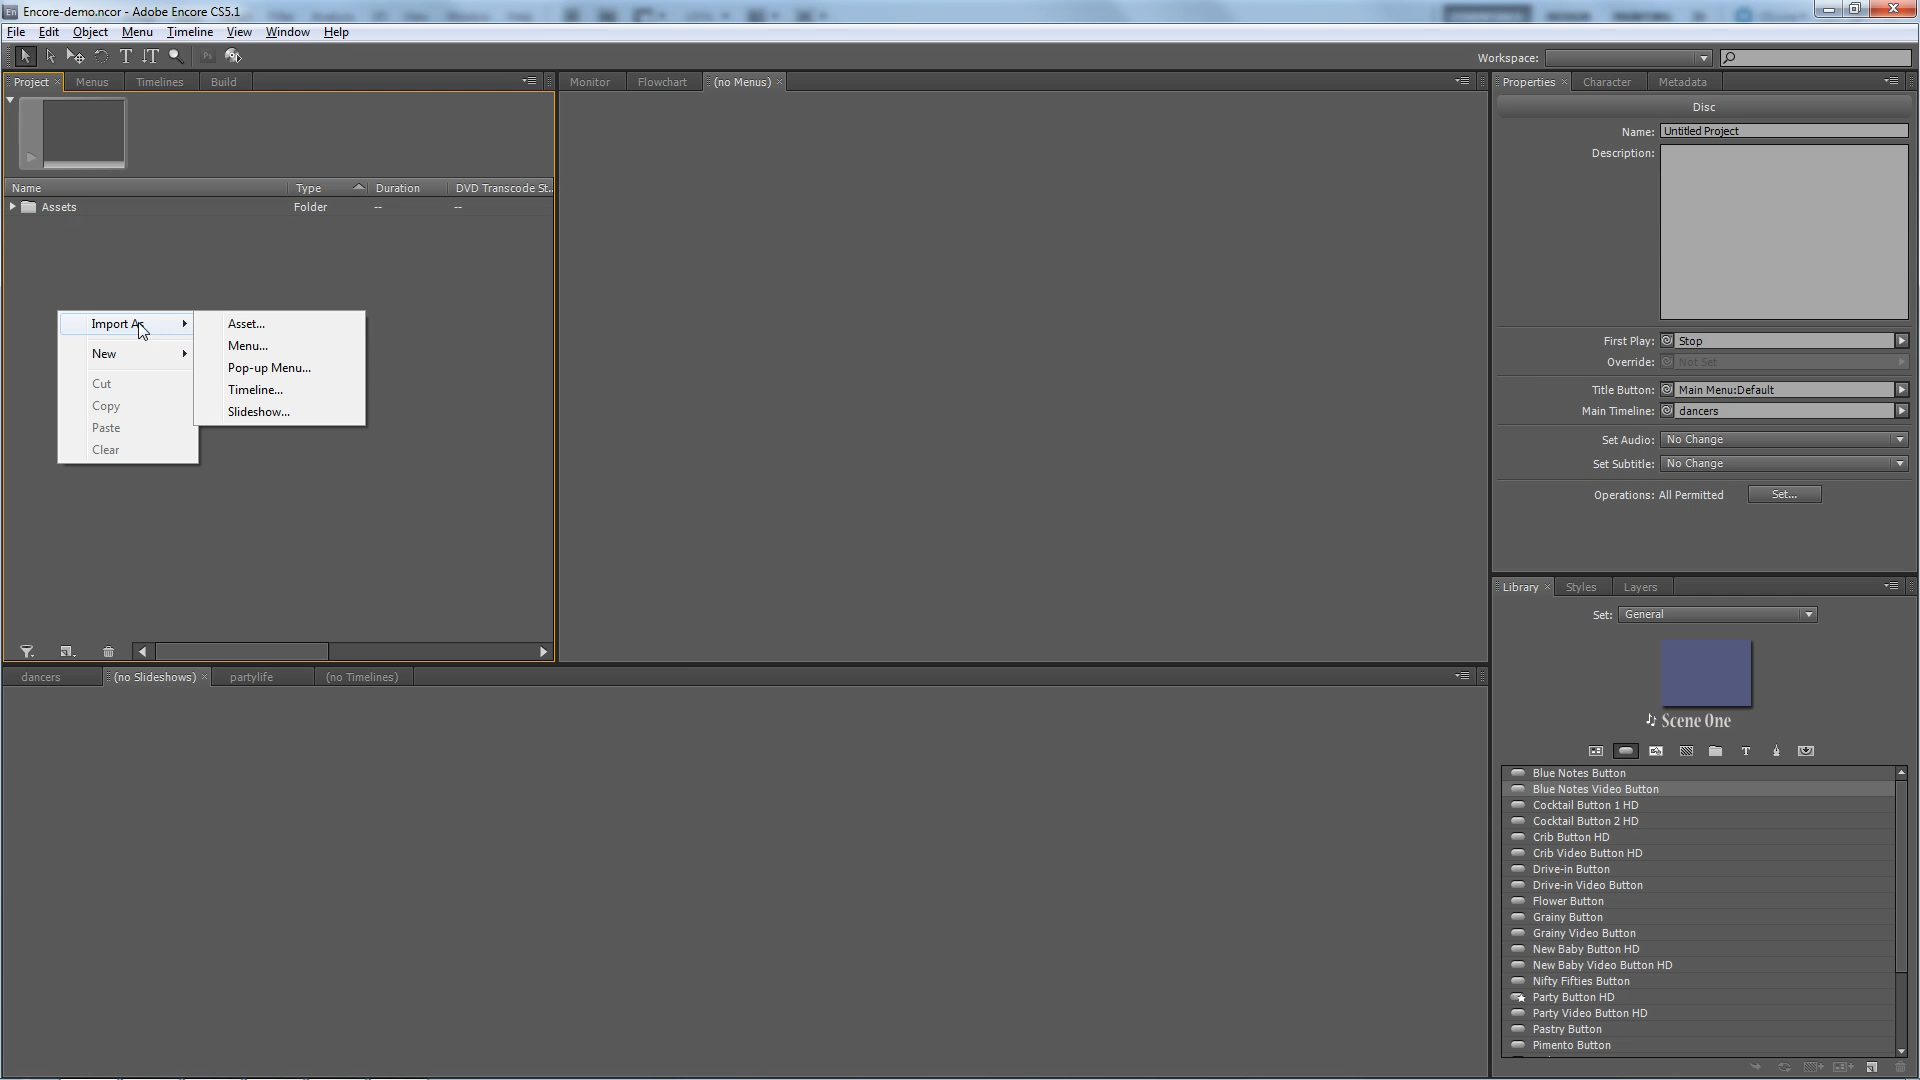 En Encore-demo.ncor - Adobe Encore CS5.1
File Edit Object Menu Timeline View Window Help
Workspace:
Project Menus Timelines Build
Monitor Flowchart (no Menus)
Properties Character Metadata
Disc
Name: Untitled Project
Description:
Name Type Duration DVD Transcode St..
Assets Folder -- --
Import As
New
Cut
Copy
Paste
Clear
Asset...
Menu...
Pop-up Menu...
Timeline...
Slideshow...
First Play: Stop
Override: Not Set
Title Button: Main Menu:Default
Main Timeline: dancers
Set Audio: No Change
Set Subtitle: No Change
Operations: All Permitted Set...
Library Styles Layers
Set: General
Scene One
T
Blue Notes Button
Blue Notes Video Button
Cocktail Button 1 HD
Cocktail Button 2 HD
Crib Button HD
Crib Video Button HD
Drive-in Button
Drive-in Video Button
Flower Button
Grainy Button
Grainy Video Button
New Baby Button HD
New Baby Video Button HD
Nifty Fifties Button
Party Button HD
Party Video Button HD
Pastry Button
Pimento Button
dancers (no Slideshows) partylife (no Timelines)